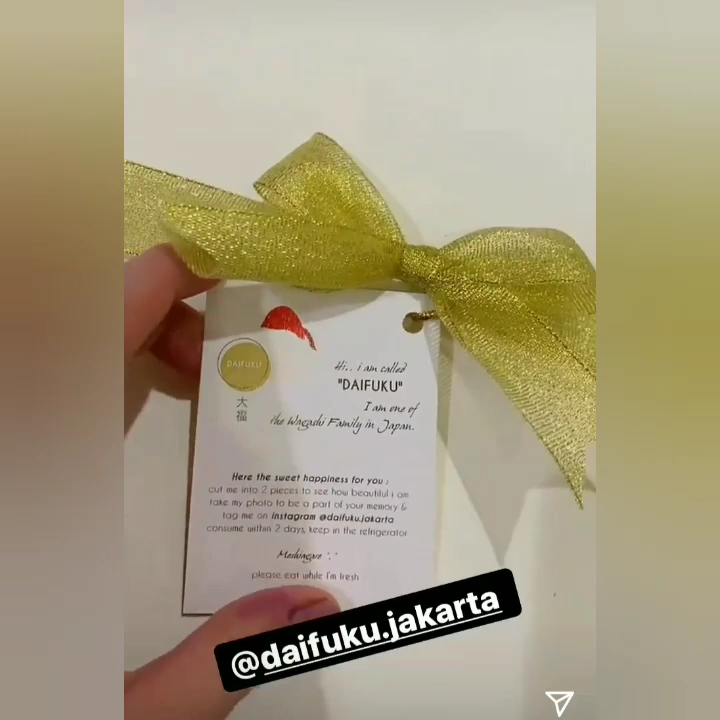 DAIFUKU
大
福
Hi.. i am called
"DAIFUKU"
I am one of
the Wagashi Family in Japan.
Here the sweet happiness for you :
cut me into 2 pieces to see how beautiful i am
take my photo to be a part of your memory &
tag me on instagram @daifuku.jakarta
consume within 2 days, keep in the refrigerator
Meshiagare ˆ.ˆ
please eat while I'm fresh
@daifuku.jakarta